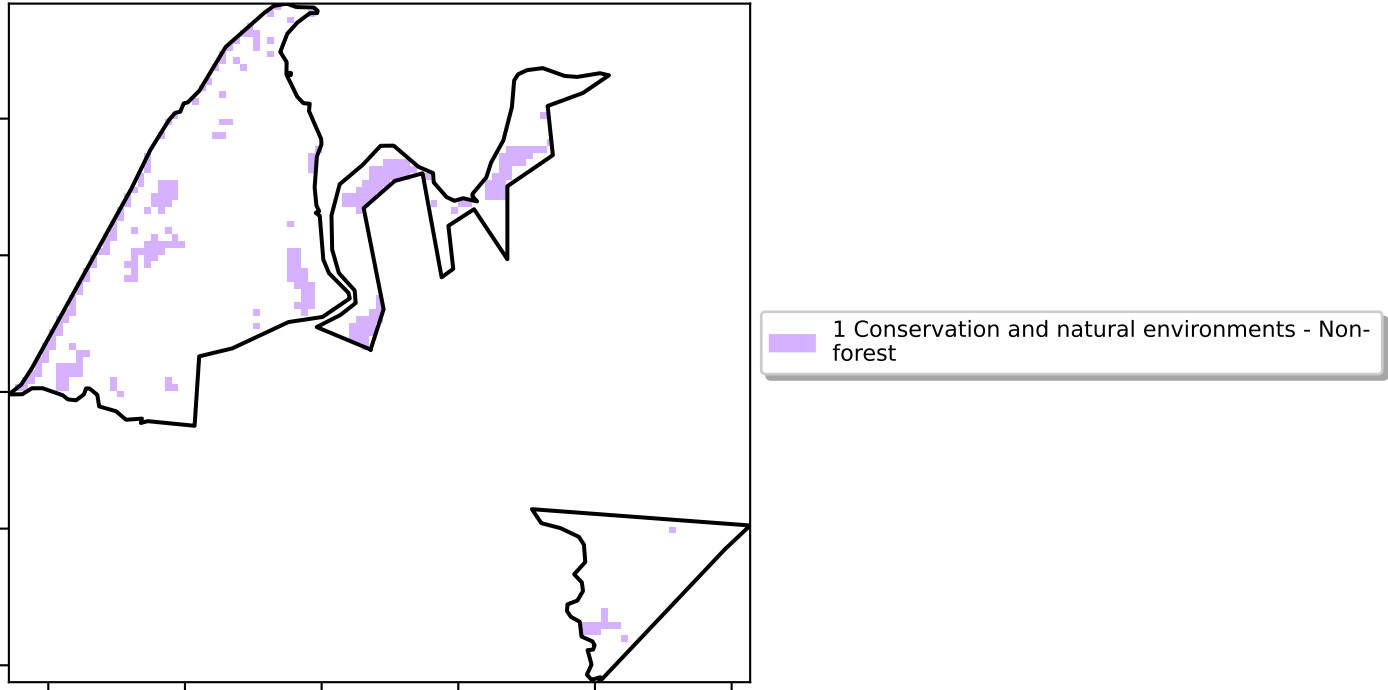 1 Conservation and natural environments - Non-
forest